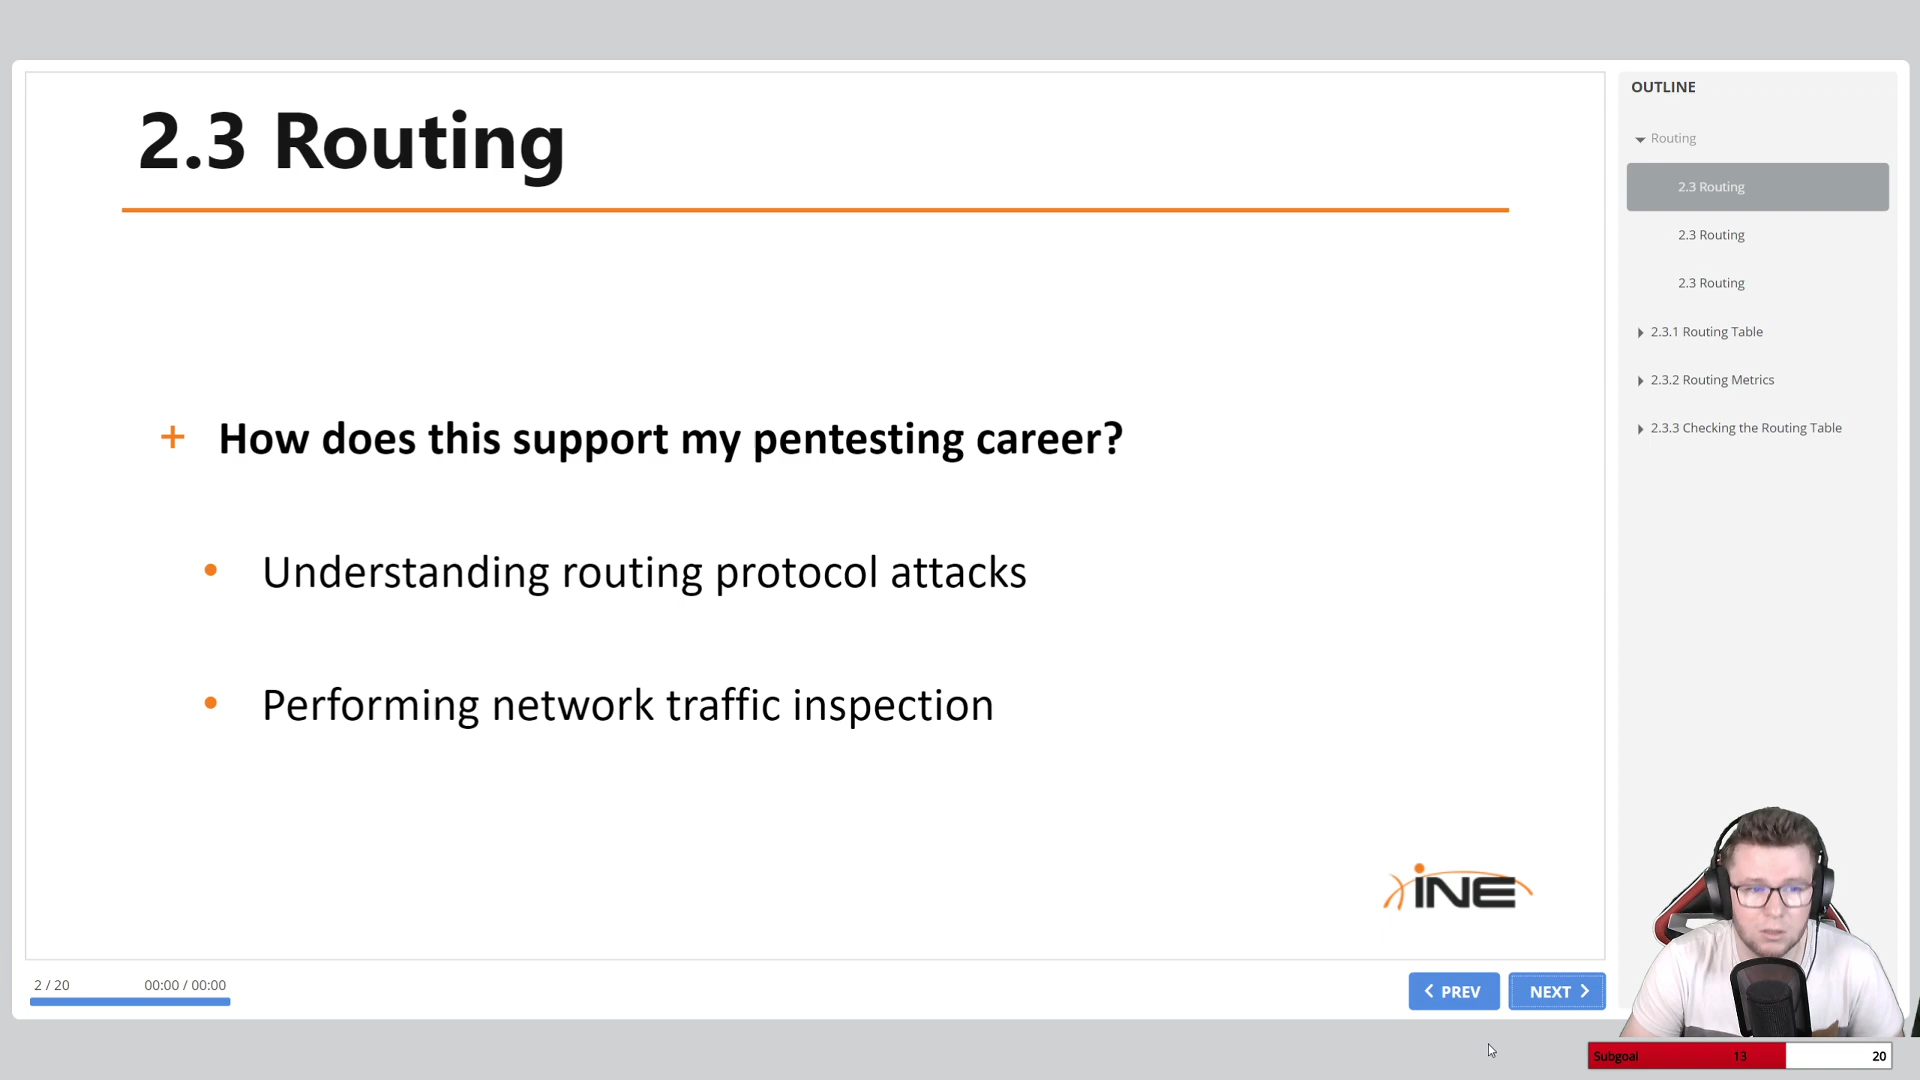 2.3 Routing
+ How does this support my pentesting career?
• Understanding routing protocol attacks
• Performing network traffic inspection
iNE
2 / 20
00:00 / 00:00
PREV
NEXT
OUTLINE
Routing
2.3 Routing
2.3 Routing
2.3 Routing
2.3.1 Routing Table
2.3.2 Routing Metrics
2.3.3 Checking the Routing Table
Subgoal 13 20